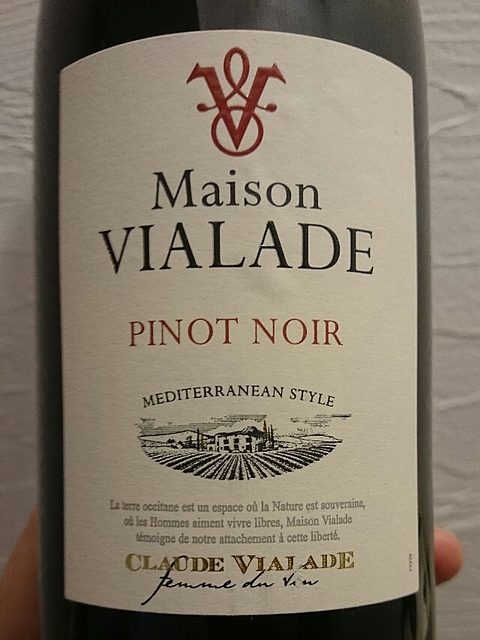 Maison
VIALADE
PINOT NOIR
MEDITERRANEAN STYLE
La terre occitane est un espace où la Nature est souveraine,
où les Hommes aiment vivre libres, Maison Vialade
témoigne de notre attachement à cette liberté.
CLAUDE VIALADE
femme du vin